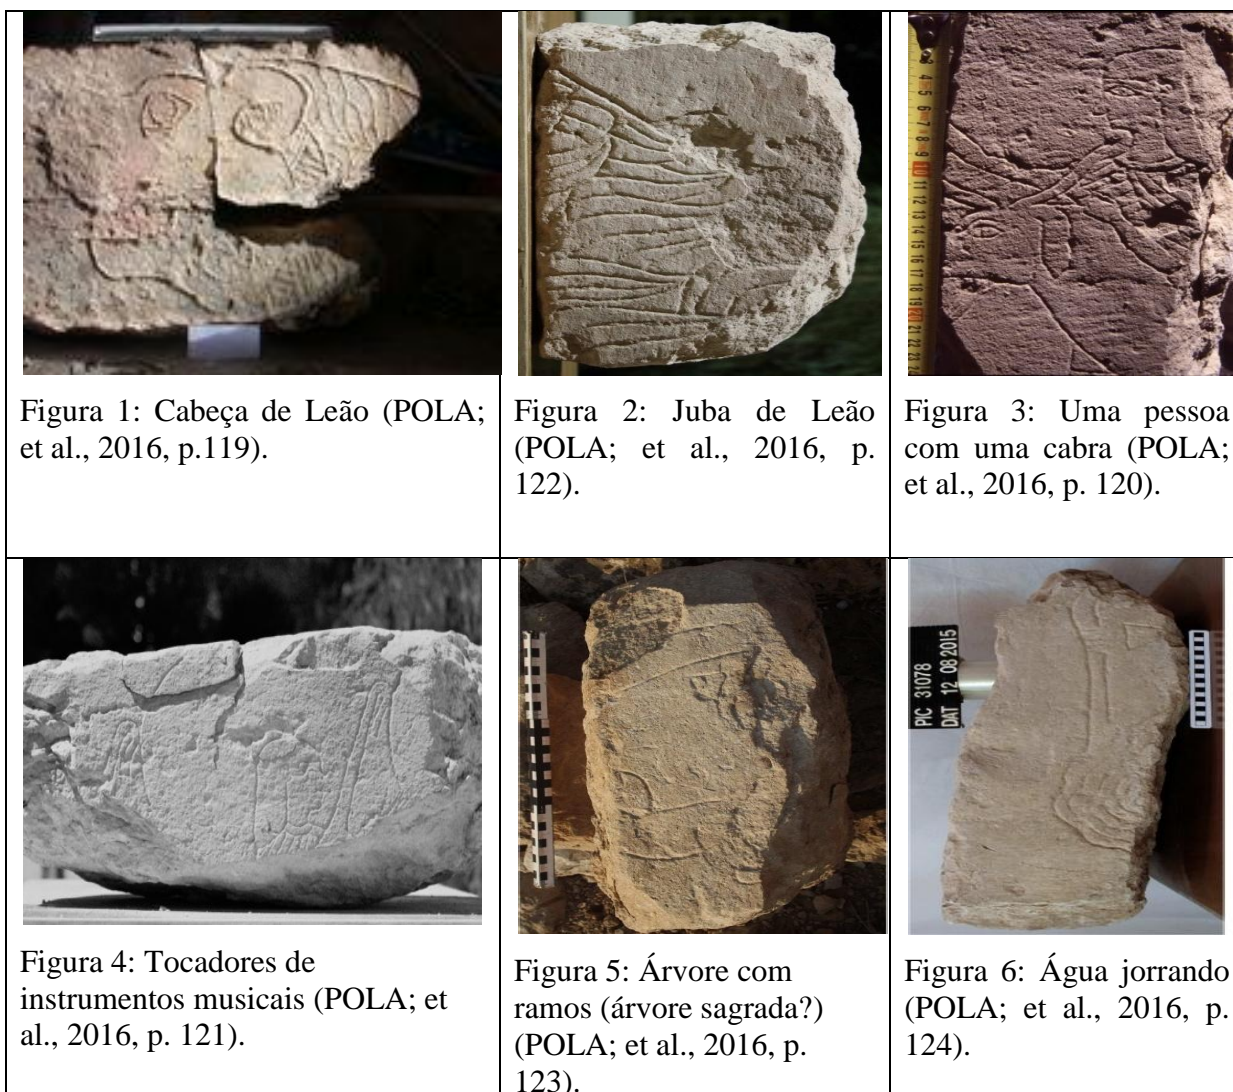 Figura 1: Cabeça de Leão (POLA;
et al., 2016, p.119).
Figura 2: Juba de Leão
(POLA; et al., 2016, p.
122).
Figura 3: Uma pessoa
com uma cabra (POLA;
et al., 2016, p. 120).
PIC 31078
DAT 12 08 2015
Figura 4: Tocadores de
instrumentos musicais (POLA; et
al., 2016, p. 121).
Figura 5: Árvore com
ramos (árvore sagrada?)
(POLA; et al., 2016, p.
123).
Figura 6: Água jorrando
(POLA; et al., 2016, p.
124).